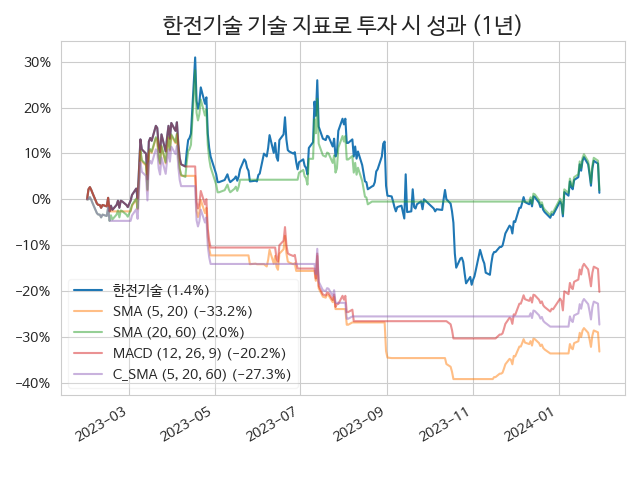 한전기술 기술 지표로 투자 시 성과 (1년)
30%
20%
10%
0%
−10%
−20%
−30%
−40%
한전기술 (1.4%)
SMA (5, 20) (−33.2%)
SMA (20, 60) (2.0%)
MACD (12, 26, 9) (−20.2%)
C_SMA (5, 20, 60) (−27.3%)
2023−03
2023−05
2023−07
2023−09
2023−11
2024−01